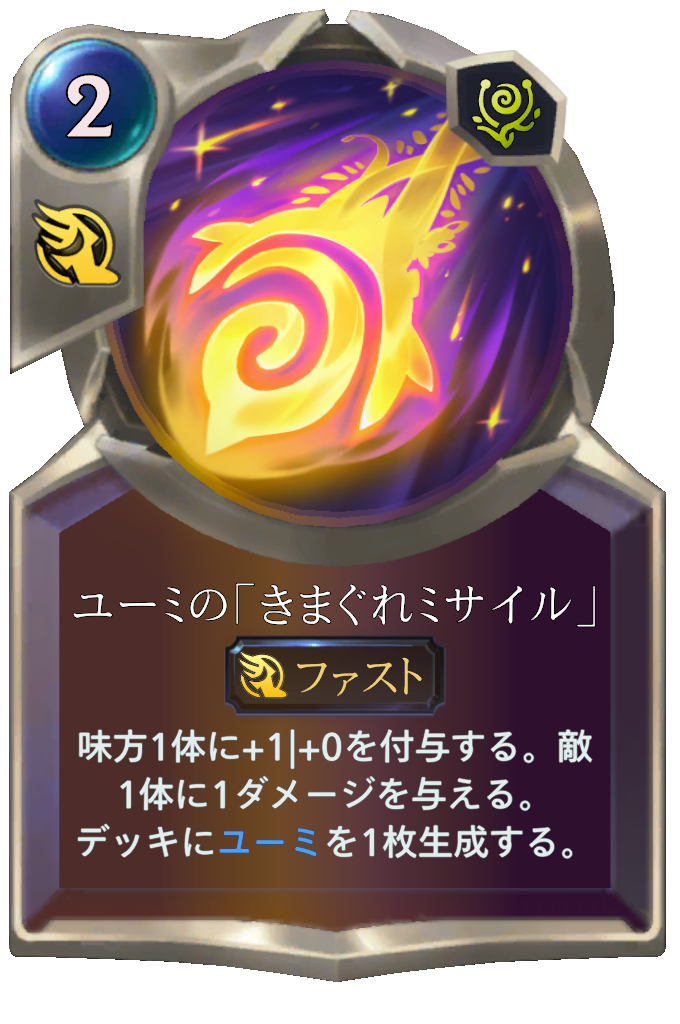 2
ユーミの「きまぐれミサイル」
ファスト
味方1体に+1|+0を付与する。敵
1体に1ダメージを与える。
デッキにユーミを1枚生成する。